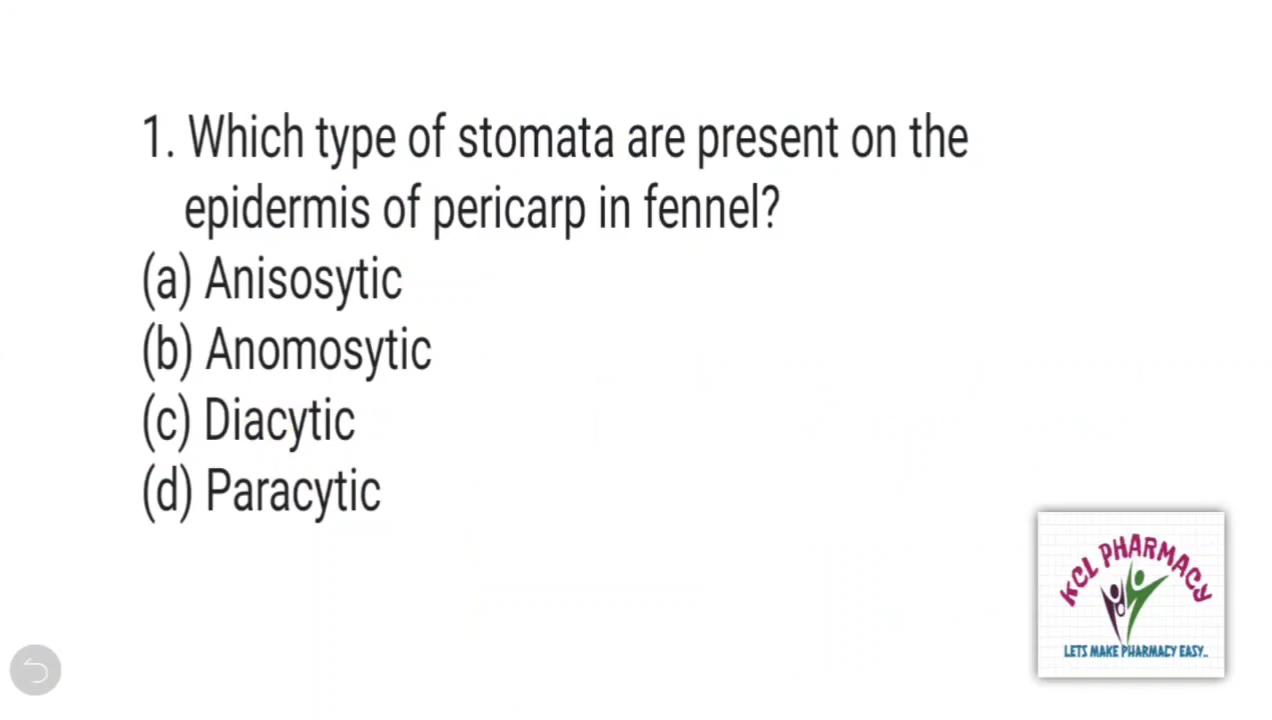 1. Which type of stomata are present on the
epidermis of pericarp in fennel?
(a) Anisosytic
(b) Anomosytic
(c) Diacytic
(d) Paracytic
KCL PHARMACY
LETS MAKE PHARMACY EASY..